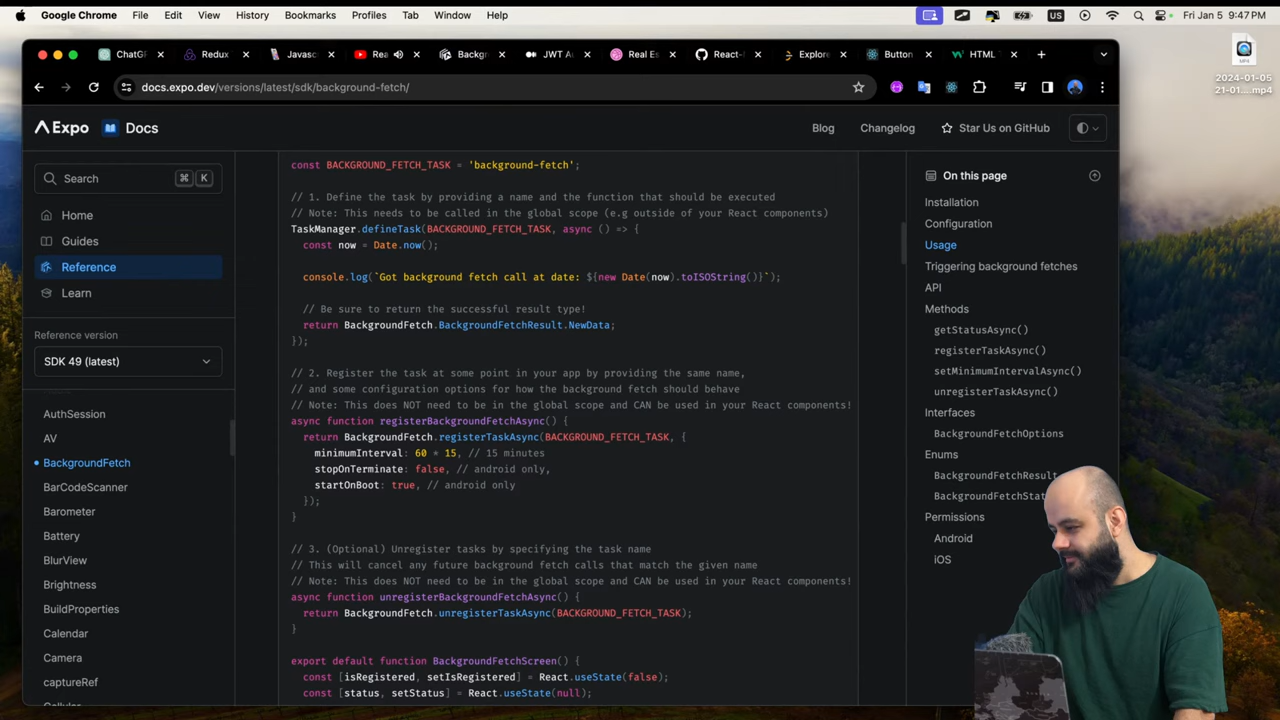 Google Chrome File Edit View History Bookmarks Profiles Tab Window Help US Fri Jan 5 9:47 PM
ChatGP Redux Javasc Rea Backgr JWT A Real Es React-I Explore Button HTML T
docs.expo.dev/versions/latest/sdk/background-fetch/
2024-01-05
21-01....mp4
Expo Docs Blog Changelog Star Us on GitHub
Search ⌘ K
Home
Guides
Reference
Learn
Reference version
SDK 49 (latest)
AuthSession
AV
BackgroundFetch
BarCodeScanner
Barometer
Battery
BlurView
Brightness
BuildProperties
Calendar
Camera
captureRef
const BACKGROUND_FETCH_TASK = 'background-fetch';
// 1. Define the task by providing a name and the function that should be executed
// Note: This needs to be called in the global scope (e.g outside of your React components)
TaskManager.defineTask(BACKGROUND_FETCH_TASK, async () => {
const now = Date.now();
console.log(`Got background fetch call at date: ${new Date(now).toISOString()}`);
// Be sure to return the successful result type!
return BackgroundFetch.BackgroundFetchResult.NewData;
});
// 2. Register the task at some point in your app by providing the same name,
// and some configuration options for how the background fetch should behave
// Note: This does NOT need to be in the global scope and CAN be used in your React components!
async function registerBackgroundFetchAsync() {
return BackgroundFetch.registerTaskAsync(BACKGROUND_FETCH_TASK, {
minimumInterval: 60 * 15, // 15 minutes
stopOnTerminate: false, // android only,
startOnBoot: true, // android only
});
}
// 3. (Optional) Unregister tasks by specifying the task name
// This will cancel any future background fetch calls that match the given name
// Note: This does NOT need to be in the global scope and CAN be used in your React components!
async function unregisterBackgroundFetchAsync() {
return BackgroundFetch.unregisterTaskAsync(BACKGROUND_FETCH_TASK);
}
export default function BackgroundFetchScreen() {
const [isRegistered, setIsRegistered] = React.useState(false);
const [status, setStatus] = React.useState(null);
On this page
Installation
Configuration
Usage
Triggering background fetches
API
Methods
getStatusAsync()
registerTaskAsync()
setMinimumIntervalAsync()
unregisterTaskAsync()
Interfaces
BackgroundFetchOptions
Enums
BackgroundFetchResult
BackgroundFetchStat
Permissions
Android
iOS